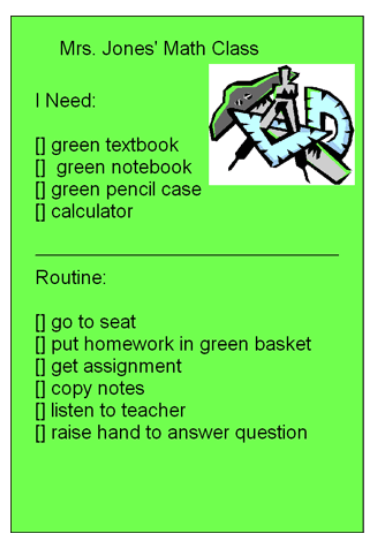 Mrs. Jones' Math Class
I Need:
[] green textbook
[] green notebook
[] green pencil case
[] calculator
Routine:
[] go to seat
[] put homework in green basket
[] get assignment
[] copy notes
[] listen to teacher
[] raise hand to answer question